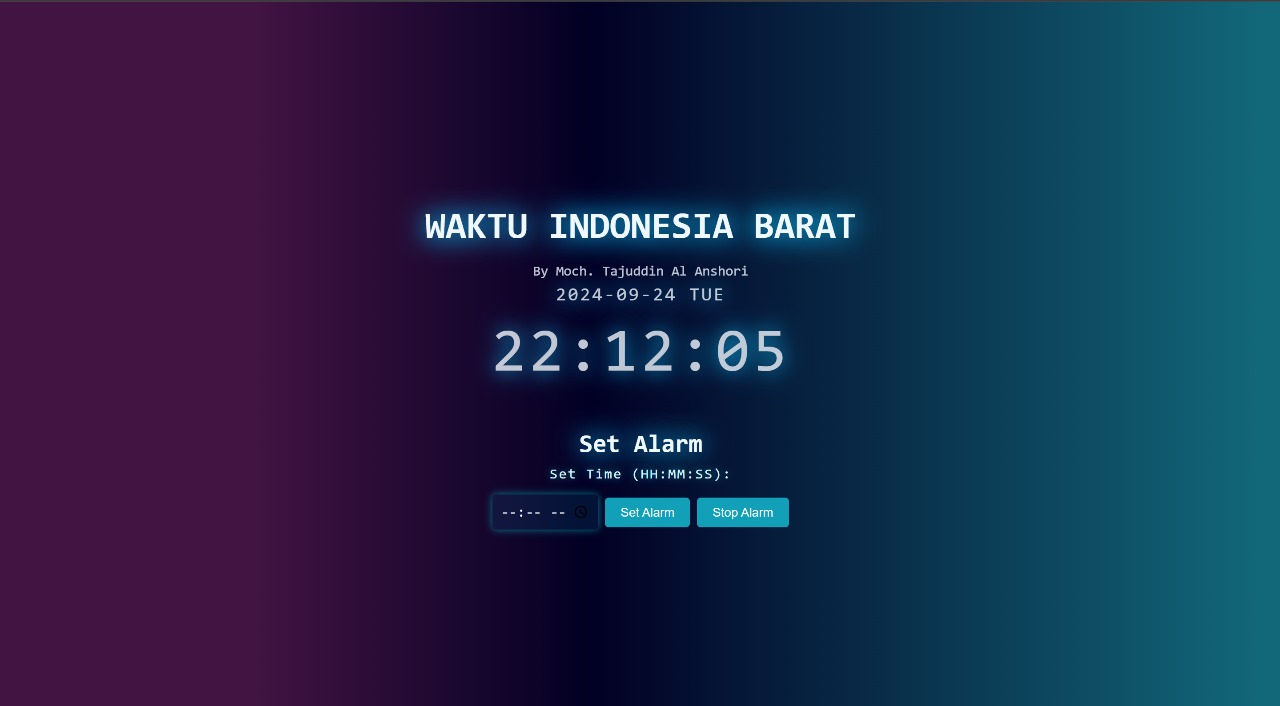 WAKTU INDONESIA BARAT
By Moch. Tajuddin Al Anshori
2024-09-24 TUE
22:12:05
Set Alarm
Set Time (HH:MM:SS):
--:-- -- Set Alarm Stop Alarm